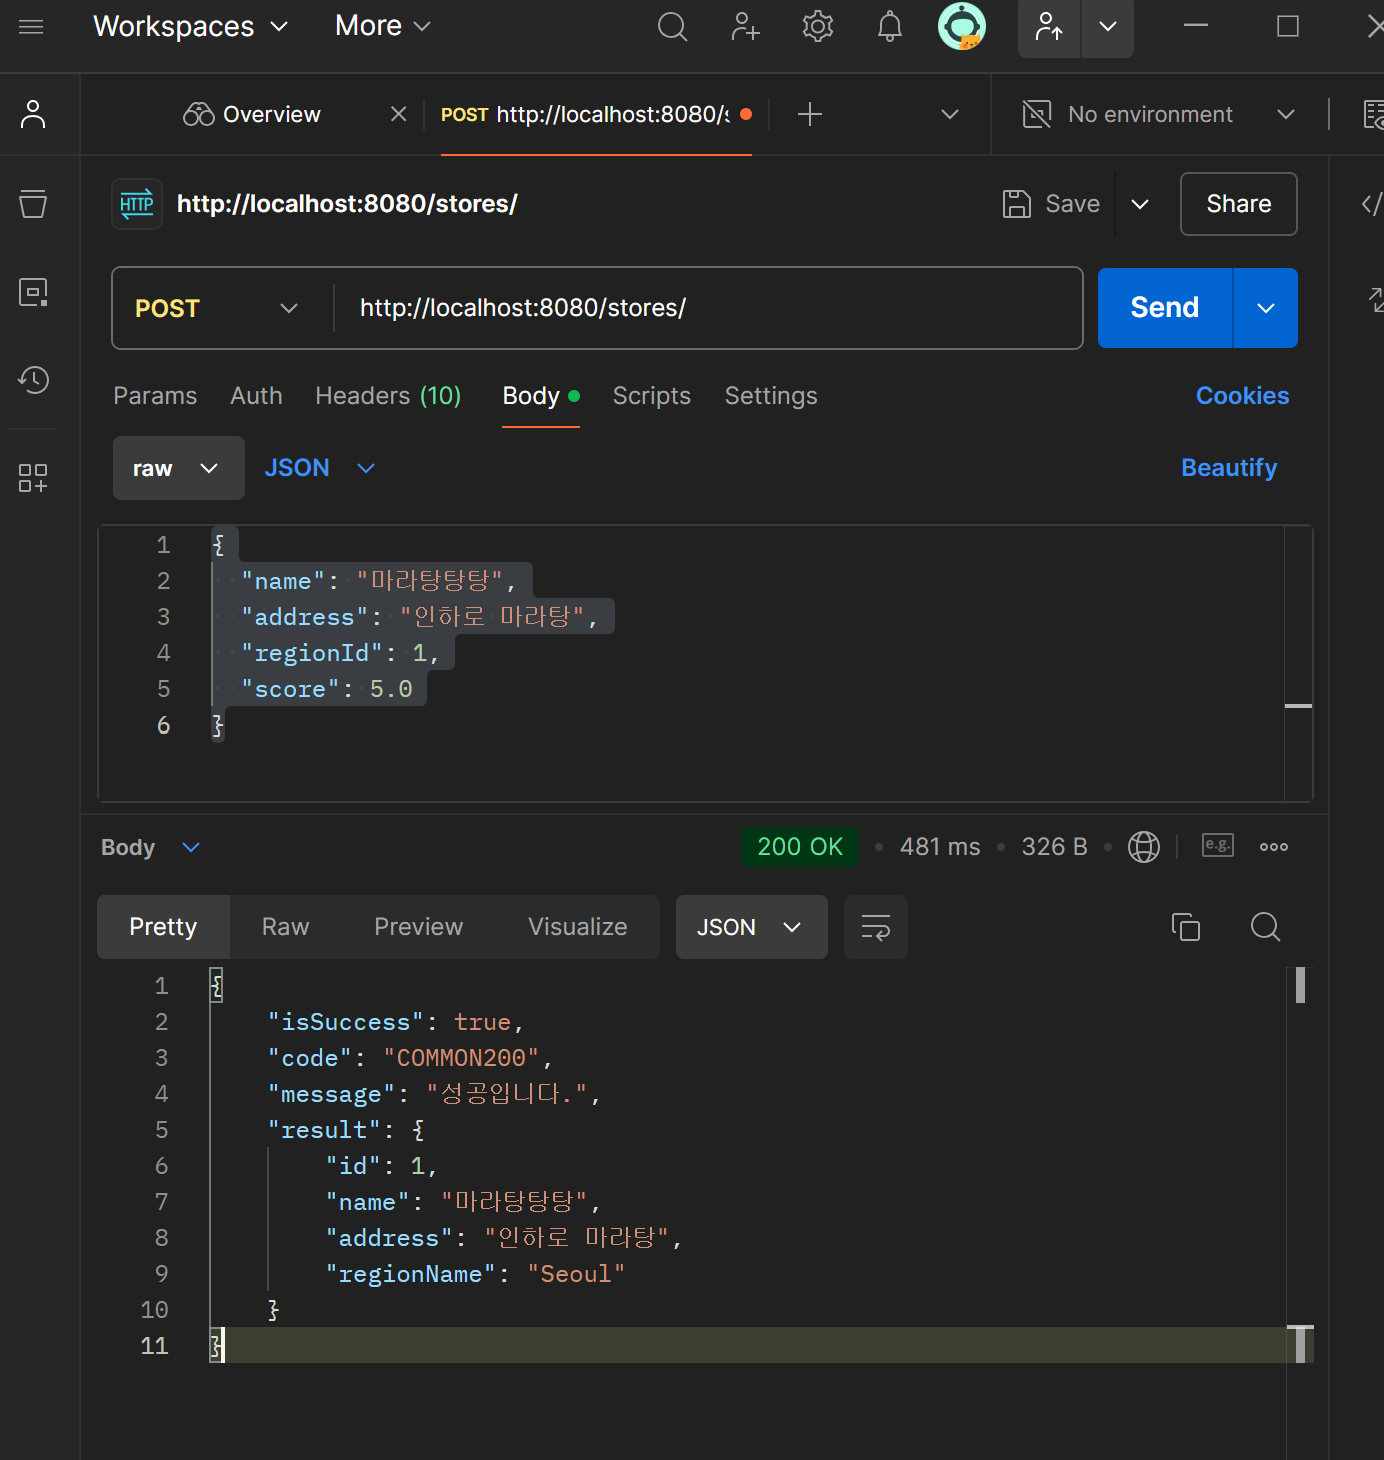 Workspaces More
Overview POST http://localhost:8080/s No environment
HTTP http://localhost:8080/stores/ Save Share
POST http://localhost:8080/stores/ Send
Params Auth Headers (10) Body Scripts Settings Cookies
raw JSON Beautify
1 {
2 "name": "마라탕탕탕",
3 "address": "인하로 마라탕",
4 "regionId": 1,
5 "score": 5.0
6 }
Body 200 OK 481 ms 326 B e.g.
Pretty Raw Preview Visualize JSON
1 {
2 "isSuccess": true,
3 "code": "COMMON200",
4 "message": "성공입니다.",
5 "result": {
6 "id": 1,
7 "name": "마라탕탕탕",
8 "address": "인하로 마라탕",
9 "regionName": "Seoul"
10 }
11 }